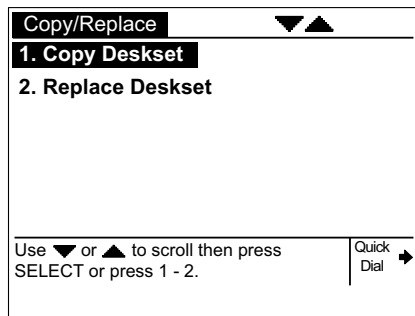 Copy/Replace ▼▲
1. Copy Deskset
2. Replace Deskset
Use ▼ or ▲ to scroll then press
SELECT or press 1 - 2.
Quick
Dial